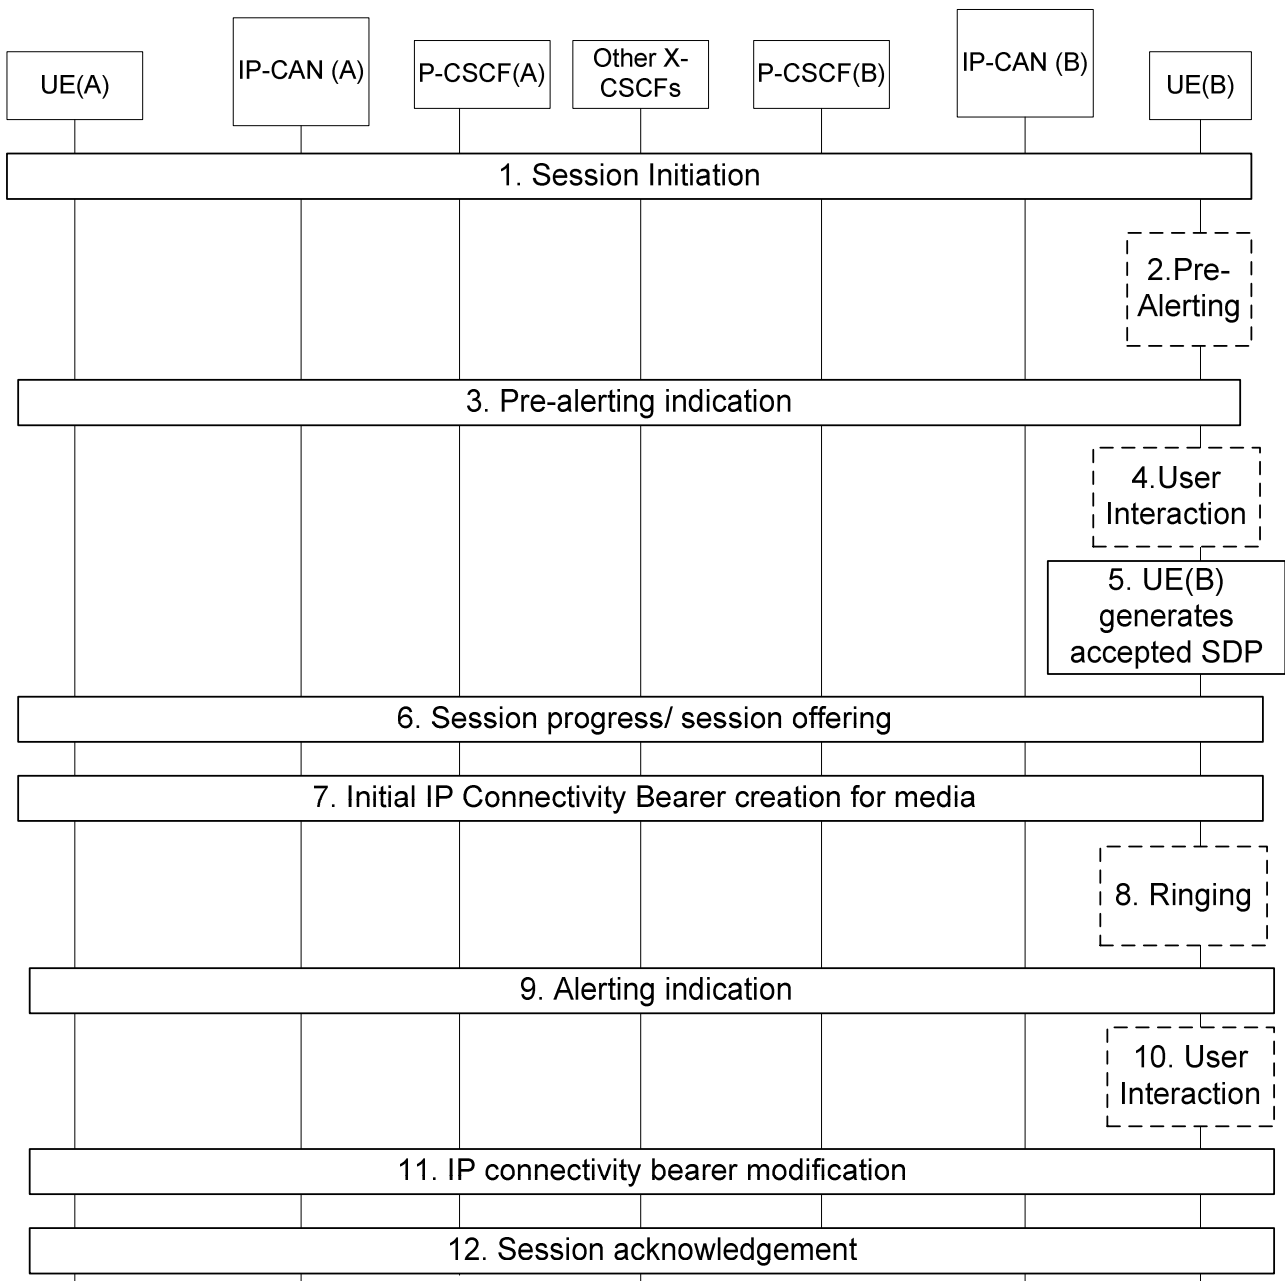 UE(A)
IP-CAN (A)
P-CSCF(A)
Other X-
CSCFs
P-CSCF(B)
IP-CAN (B)
UE(B)
1. Session Initiation
2.Pre-
Alerting
3. Pre-alerting indication
4.User
Interaction
5. UE(B)
generates
accepted SDP
6. Session progress/ session offering
7. Initial IP Connectivity Bearer creation for media
8. Ringing
9. Alerting indication
10. User
Interaction
11. IP connectivity bearer modification
12. Session acknowledgement